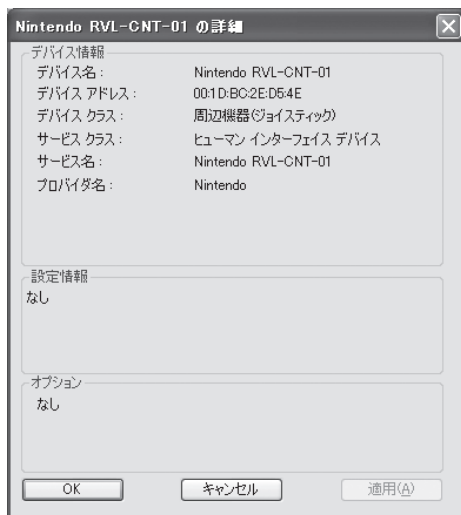 Nintendo RVL-CNT-01 の詳細
デバイス情報
デバイス名: Nintendo RVL-CNT-01
デバイス アドレス: 00:1D:BC:2E:D5:4E
デバイス クラス: 周辺機器(ジョイスティック)
サービス クラス: ヒューマン インターフェイス デバイス
サービス名: Nintendo RVL-CNT-01
プロバイダ名: Nintendo
設定情報
なし
オプション
なし
OK キャンセル 適用(A)